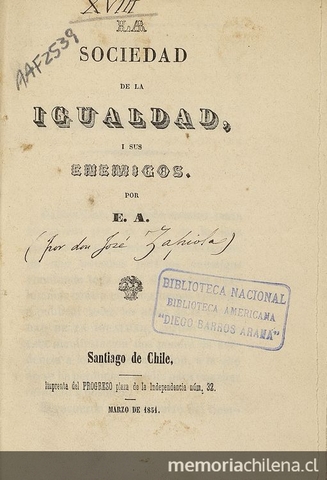 XVIII
AAF2539
LA
SOCIEDAD
DE LA
IGUALDAD,
I SUS
ENEMIGOS.
POR
E. A.
(por don José Zapiola)
BIBLIOTECA NACIONAL
BIBLIOTECA AMERICANA
"DIEGO BARROS ARANA"
Santiago de Chile,
Imprenta del PROGRESO plaza de la Independencia núm, 32.
MARZO DE 1851.
memoriachilena.cl